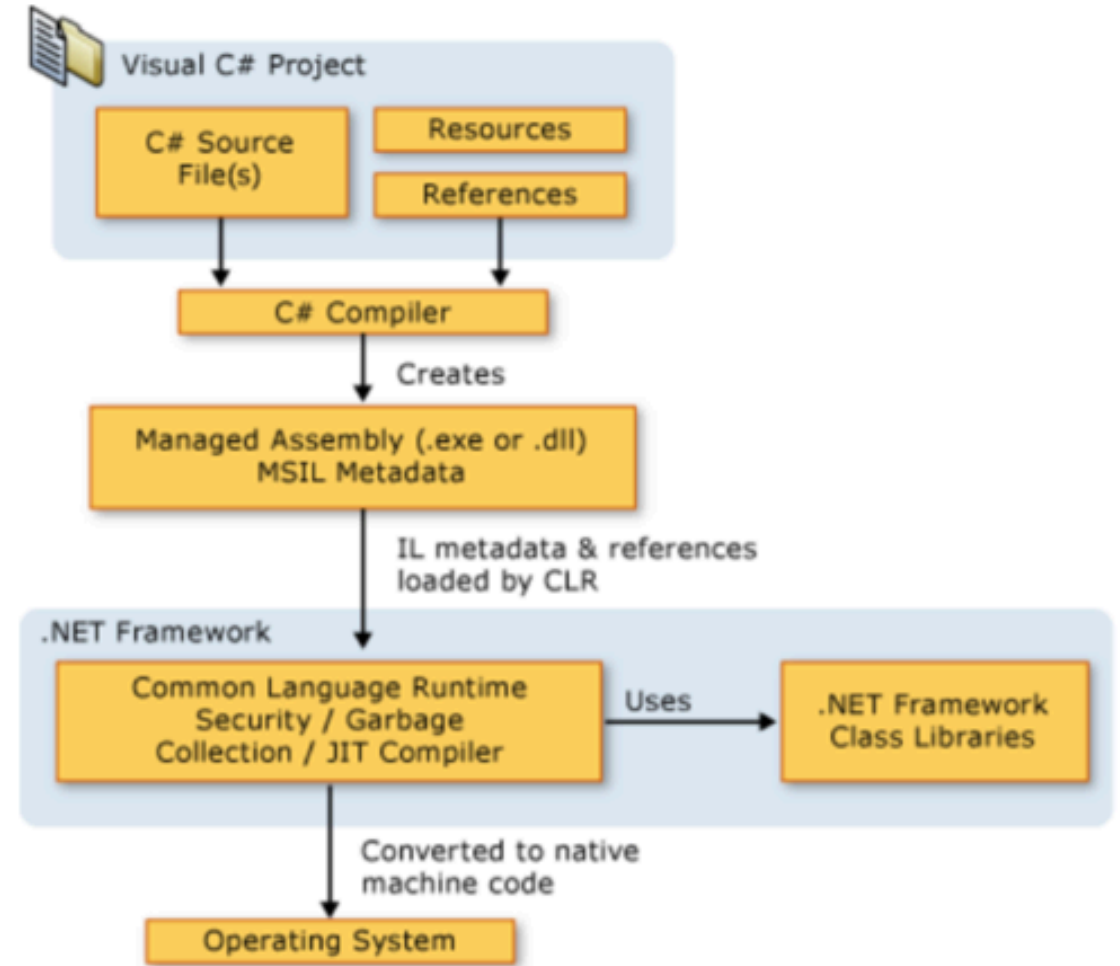 Visual C# Project
C# Source
File(s)
Resources
References
C# Compiler
Creates
Managed Assembly (.exe or .dll)
MSIL Metadata
IL metadata & references
loaded by CLR
.NET Framework
Common Language Runtime
Security / Garbage
Collection / JIT Compiler
Uses
.NET Framework
Class Libraries
Converted to native
machine code
Operating System